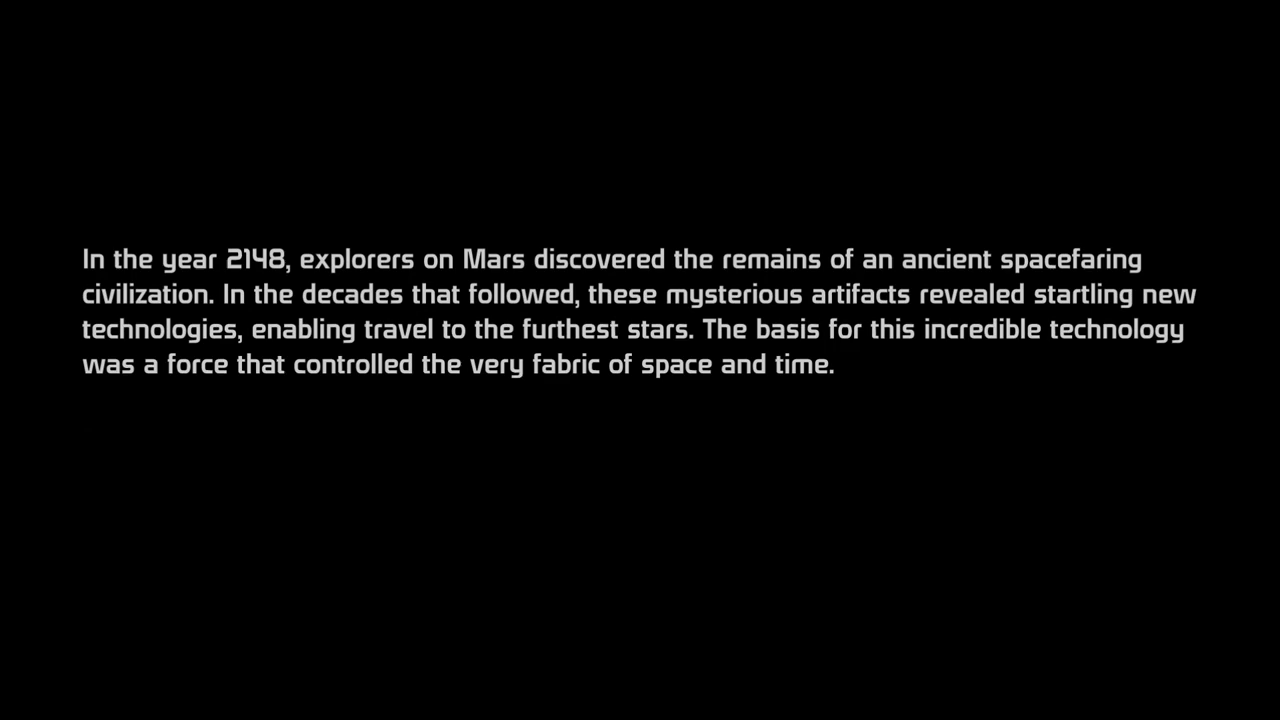 In the year 2148, explorers on Mars discovered the remains of an ancient spacefaring
civilization. In the decades that followed, these mysterious artifacts revealed startling new
technologies, enabling travel to the furthest stars. The basis for this incredible technology
was a force that controlled the very fabric of space and time.